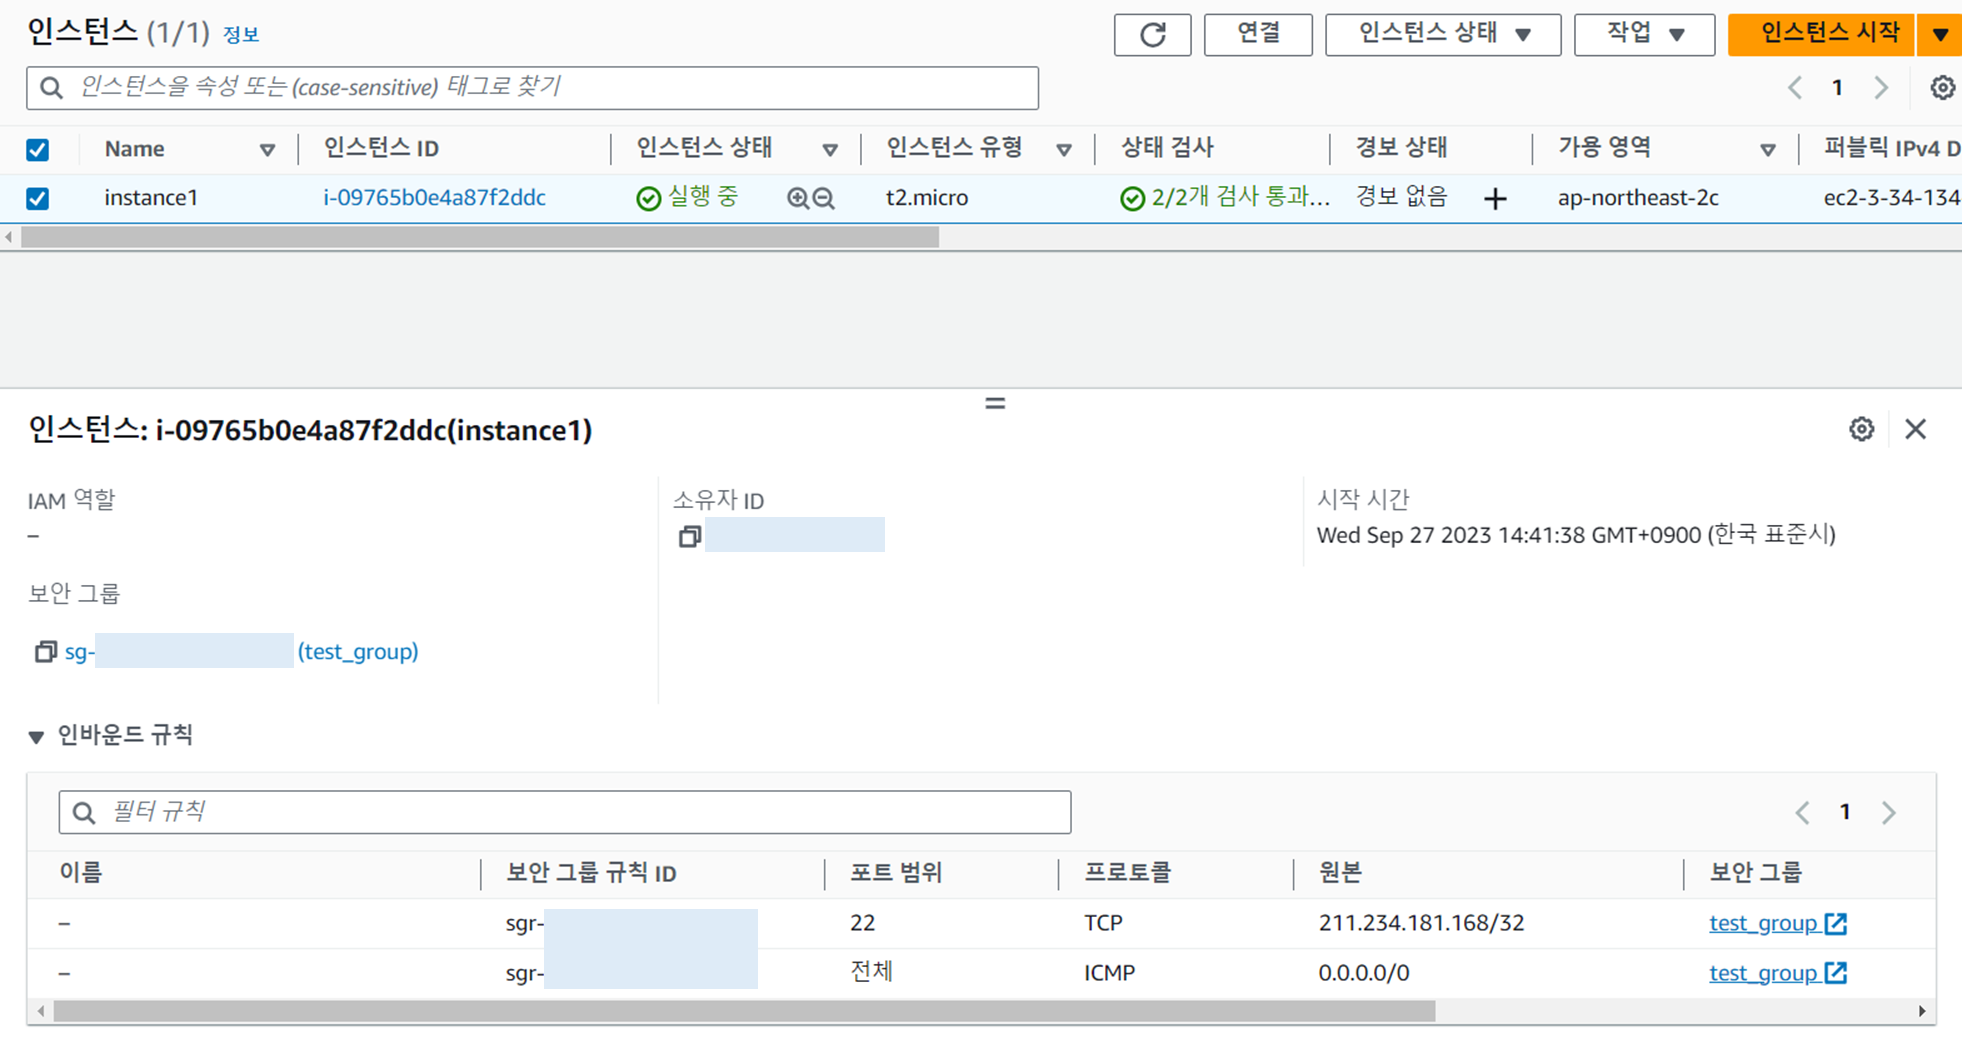 인스턴스 (1/1) 정보
연결
인스턴스 상태
작업
인스턴스 시작
인스턴스을 속성 또는 (case-sensitive) 태그로 찾기
1
Name 인스턴스 ID 인스턴스 상태 인스턴스 유형 상태 검사 경보 상태 가용 영역 퍼블릭 IPv4 D
instance1 i-09765b0e4a87f2ddc 실행 중 t2.micro 2/2개 검사 통과... 경보 없음 ap-northeast-2c ec2-3-34-134
인스턴스: i-09765b0e4a87f2ddc(instance1)
IAM 역할
–
소유자 ID
시작 시간
Wed Sep 27 2023 14:41:38 GMT+0900 (한국 표준시)
보안 그룹
sg- (test_group)
인바운드 규칙
필터 규칙
1
이름 보안 그룹 규칙 ID 포트 범위 프로토콜 원본 보안 그룹
– sgr- 22 TCP 211.234.181.168/32 test_group
– sgr- 전체 ICMP 0.0.0.0/0 test_group